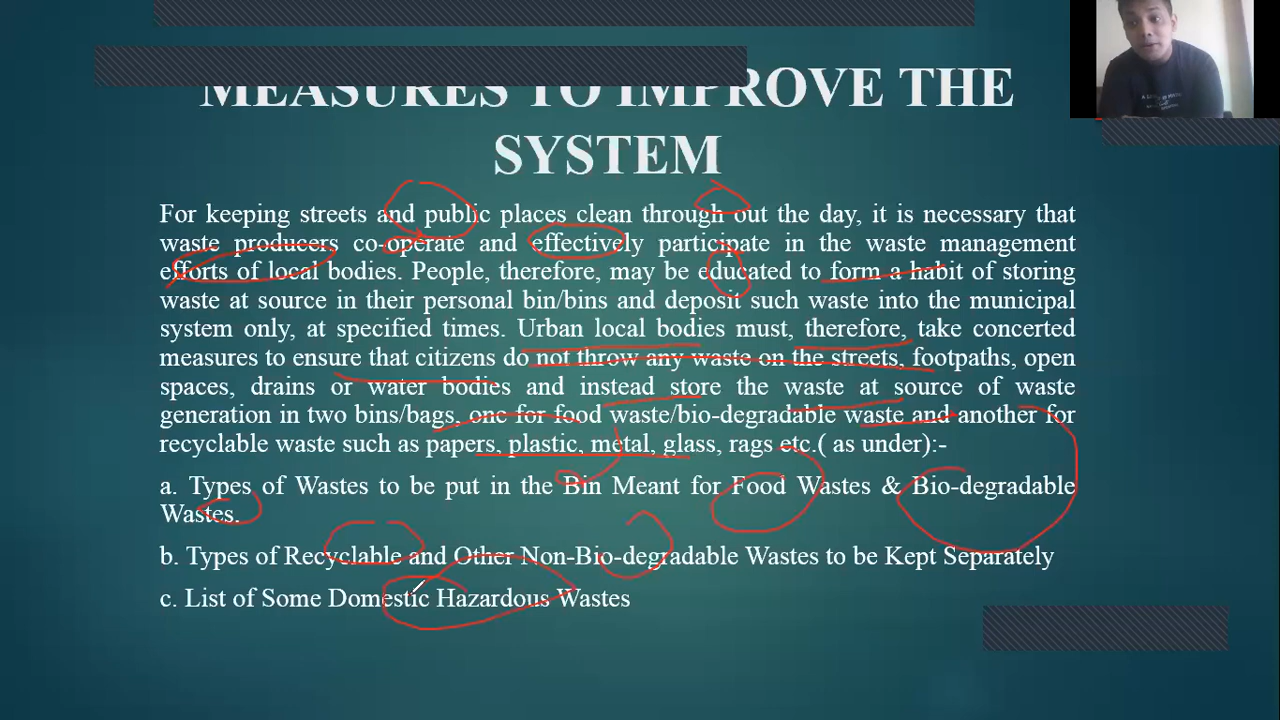 MEASURES TO IMPROVE THE
SYSTEM
For keeping streets and public places clean through out the day, it is necessary that
waste producers co-operate and effectively participate in the waste management
efforts of local bodies. People, therefore, may be educated to form a habit of storing
waste at source in their personal bin/bins and deposit such waste into the municipal
system only, at specified times. Urban local bodies must, therefore, take concerted
measures to ensure that citizens do not throw any waste on the streets, footpaths, open
spaces, drains or water bodies and instead store the waste at source of waste
generation in two bins/bags, one for food waste/bio-degradable waste and another for
recyclable waste such as papers, plastic, metal, glass, rags etc.( as under):-
a. Types of Wastes to be put in the Bin Meant for Food Wastes & Bio-degradable
Wastes.
b. Types of Recyclable and Other Non-Bio-degradable Wastes to be Kept Separately
c. List of Some Domestic Hazardous Wastes